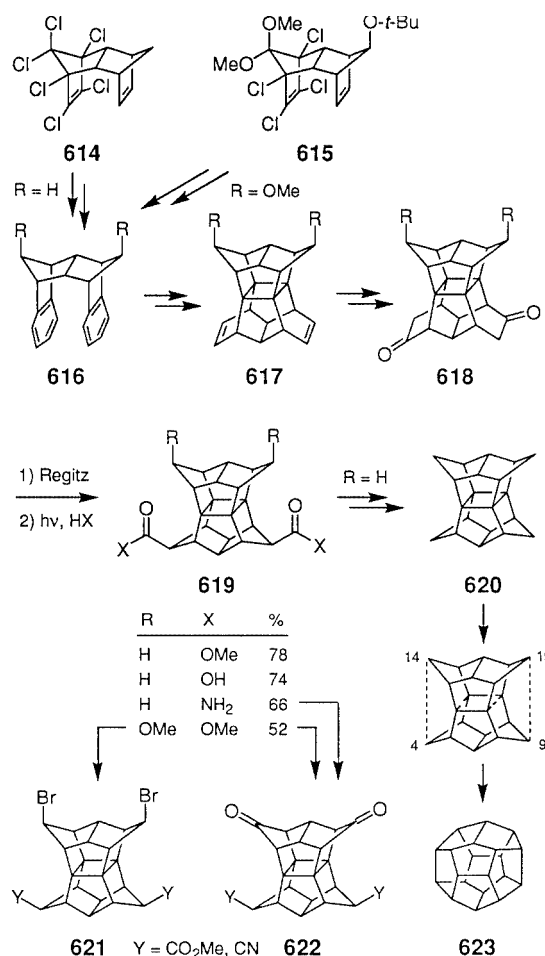 Cl Cl Cl Cl Cl Cl
614
OMe O-t-Bu MeO Cl Cl Cl Cl
615
R = H
R = OMe
R R
616
R R
617
R R O O
618
1) Regitz
2) hν, HX
R R O X O X
619
R = H
620
R X %
H OMe 78
H OH 74
H NH2 66
OMe OMe 52
14 4 9
Br Br Y Y
621
Y = CO2Me, CN
O O Y Y
622
623